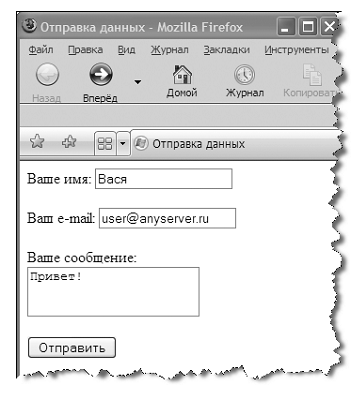 Отправка данных - Mozilla Firefox
Файл Правка Вид Журнал Закладки Инструменты
Назад Вперёд Домой Журнал Копировать
Отправка данных
Ваше имя: Вася
Ваш e-mail: user@anyserver.ru
Ваше сообщение:
Привет!
Отправить